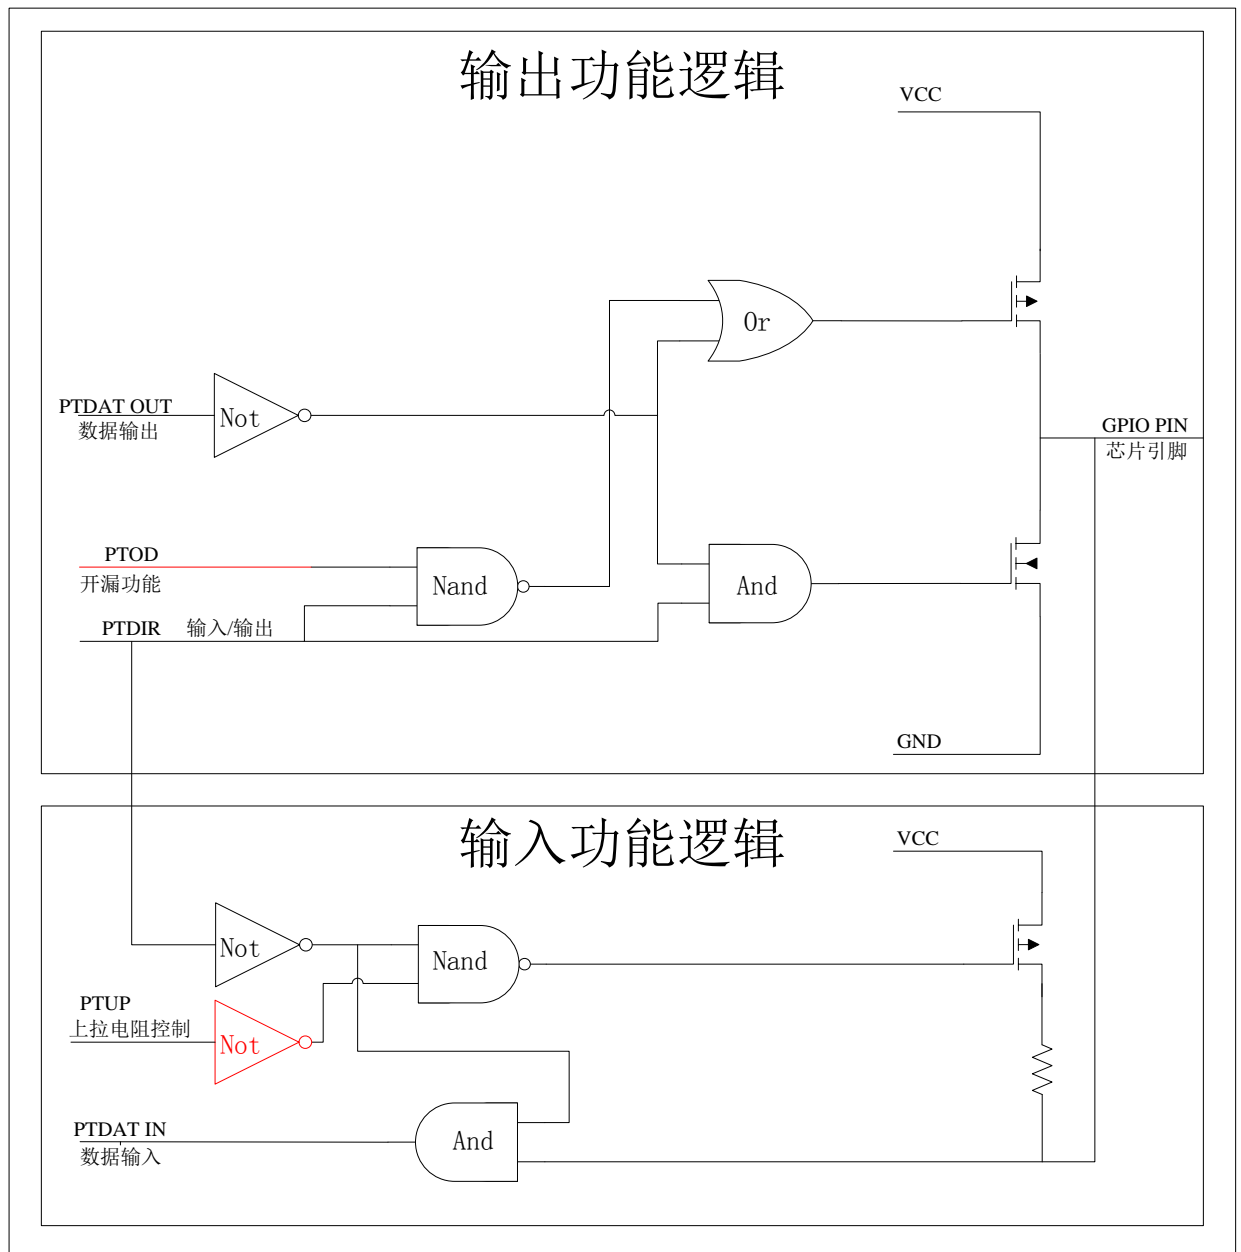 输出功能逻辑
VCC
Or
PTDAT OUT
数据输出
Not
GPIO PIN
芯片引脚
PTOD
开漏功能
Nand
And
PTDIR 输入/输出
GND
输入功能逻辑
VCC
Not
Nand
PTUP
上拉电阻控制
Not
PTDAT IN
数据输入
And